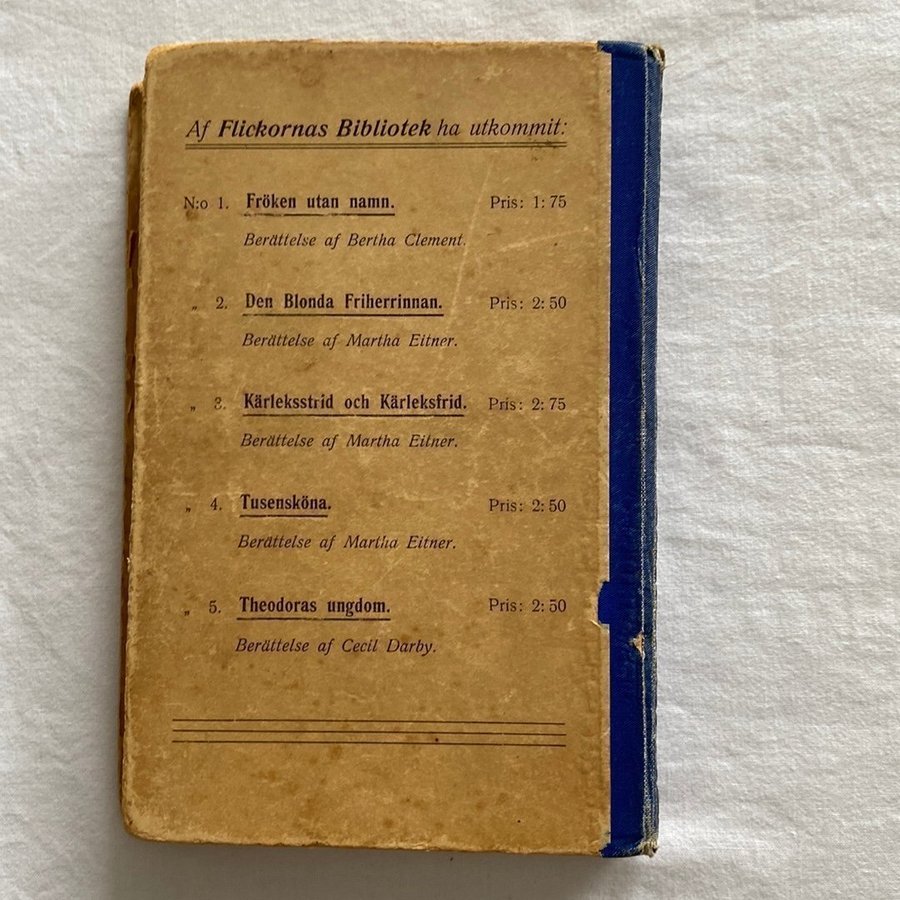 Af Flickornas Bibliotek ha utkommit:
N:o 1. Fröken utan namn. Pris: 1:75
Berättelse af Bertha Clement.
„ 2. Den Blonda Friherrinnan. Pris: 2:50
Berättelse af Martha Eitner.
„ 3. Kärleksstrid och Kärleksfrid. Pris: 2:75
Berättelse af Martha Eitner.
„ 4. Tusensköna. Pris: 2:50
Berättelse af Martha Eitner.
„ 5. Theodoras ungdom. Pris: 2:50
Berättelse af Cecil Darby.